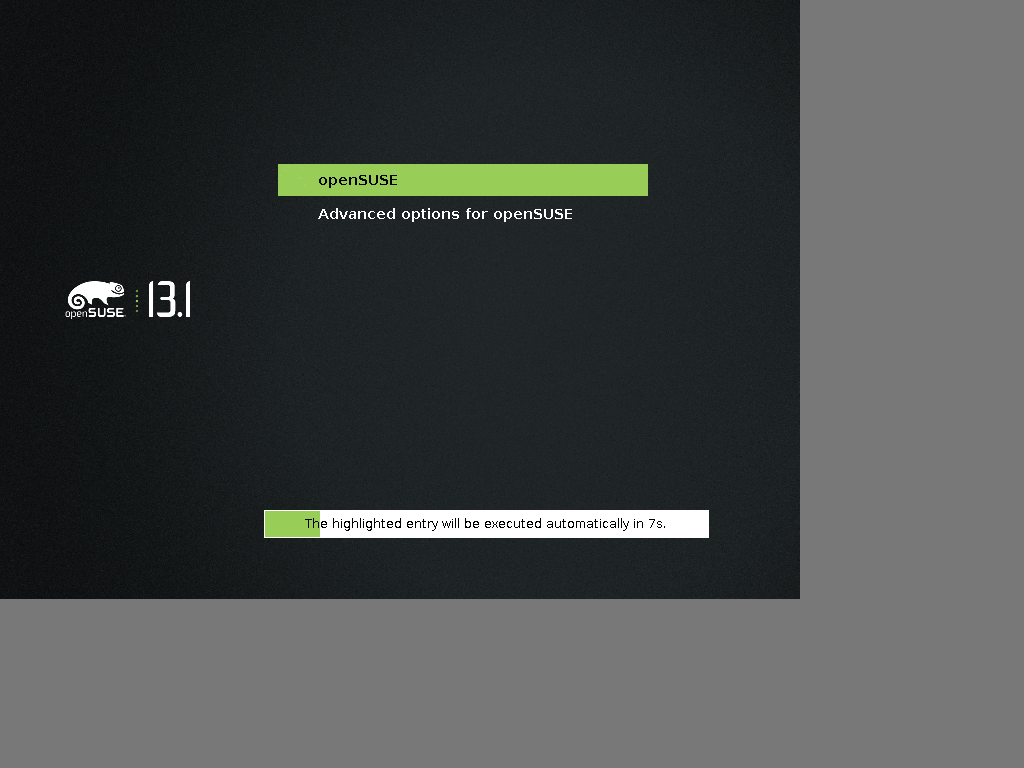 openSUSE
Advanced options for openSUSE
openSUSE
13.1
The highlighted entry will be executed automatically in 7s.